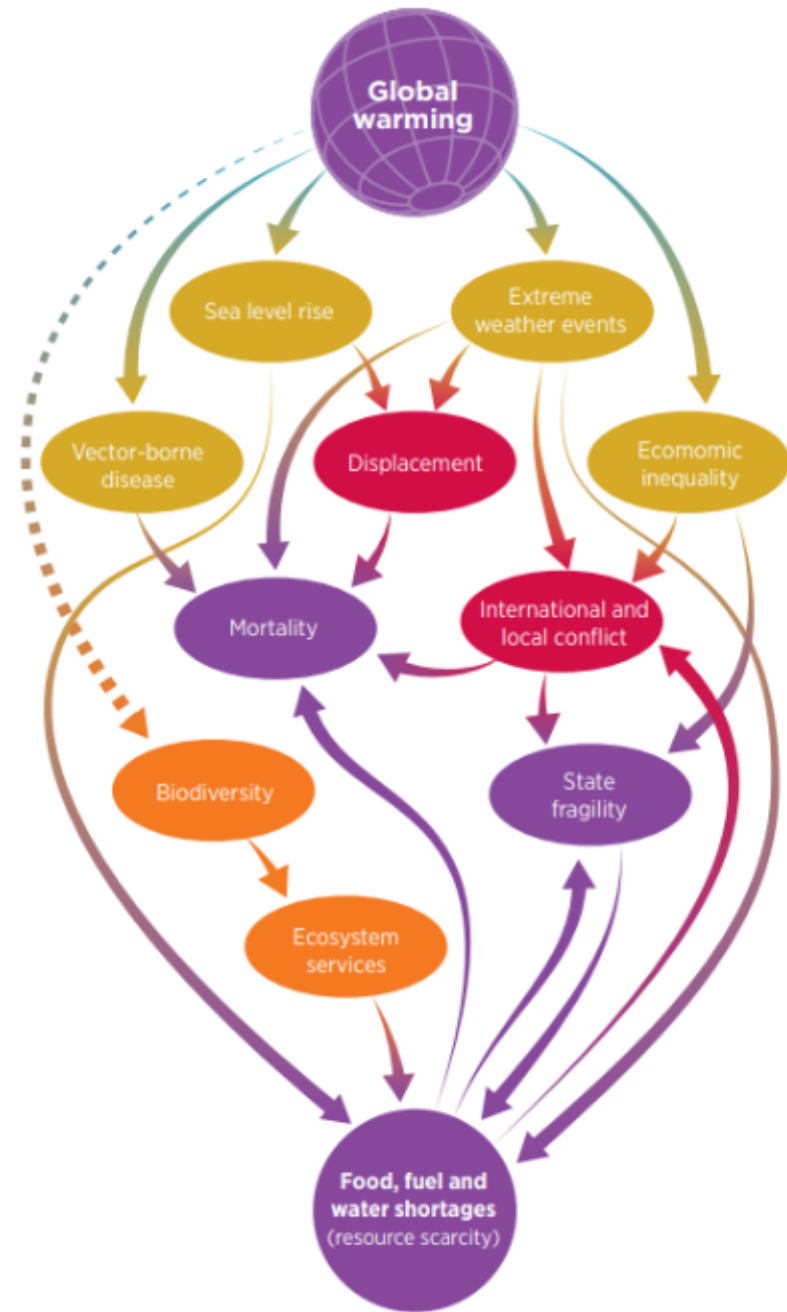 Global
warming
Sea level rise
Extreme
weather events
Vector-borne
disease
Displacement
Ecomomic
inequality
Mortality
International and
local conflict
Biodiversity
State
fragility
Ecosystem
services
Food, fuel and
water shortages
(resource scarcity)